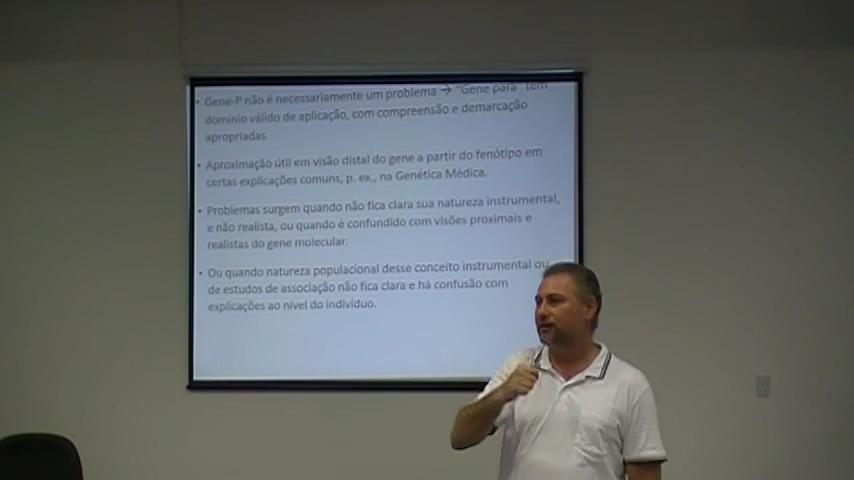 • Gene-P não é necessariamente um problema → "Gene para" tem
domínio válido de aplicação, com compreensão e demarcação
apropriadas.
• Aproximação útil em visão distal do gene a partir do fenótipo em
certas explicações comuns, p. ex., na Genética Médica.
• Problemas surgem quando não fica clara sua natureza instrumental,
e não realista, ou quando é confundido com visões proximais e
realistas do gene molecular.
• Ou quando natureza populacional desse conceito instrumental ou
de estudos de associação não fica clara e há confusão com
explicações ao nível do indivíduo.